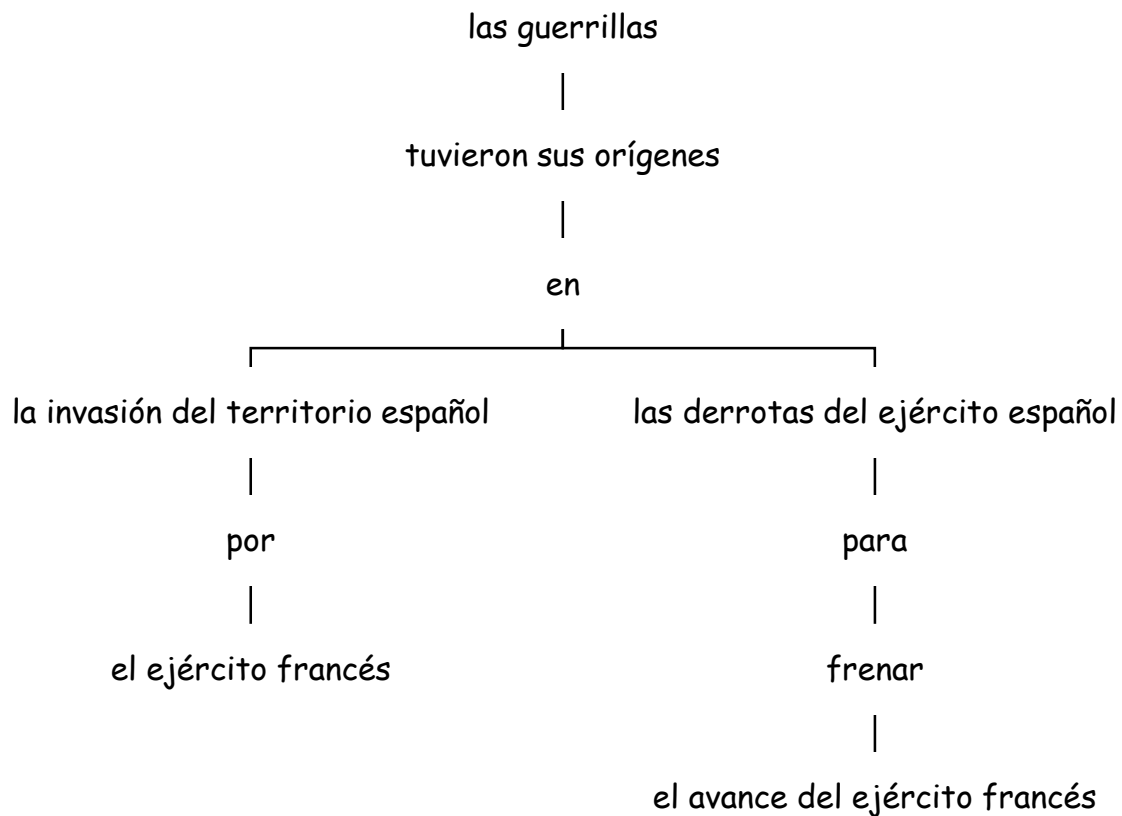 las guerrillas
tuvieron sus orígenes
en
la invasión del territorio español
las derrotas del ejército español
por
para
el ejército francés
frenar
el avance del ejército francés